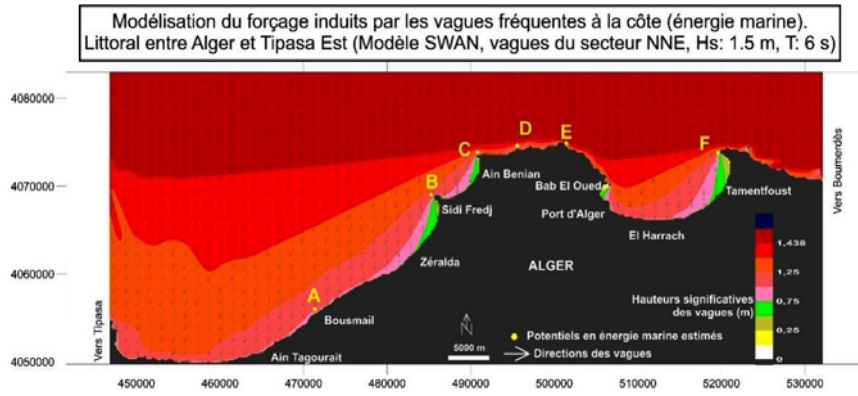 Modélisation du forçage induits par les vagues fréquentes à la côte (énergie marine).
Littoral entre Alger et Tipasa Est (Modèle SWAN, vagues du secteur NNE, Hs: 1.5 m, T: 6 s)
4080000
4070000
4060000
4050000
Vers Tipasa
Vers Boumerdès
A
B
C
D
E
F
Ain Benian
Sidi Fredj
Zéralda
Bousmail
Ain Tagourait
Bab El Oued
Port d'Alger
El Harrach
Tamentfoust
ALGER
N
5000 m
Hauteurs significatives
des vagues (m)
Potentiels en énergie marine estimés
Directions des vagues
1,438
1,25
0,75
0,25
0
450000
460000
470000
480000
490000
500000
510000
520000
530000